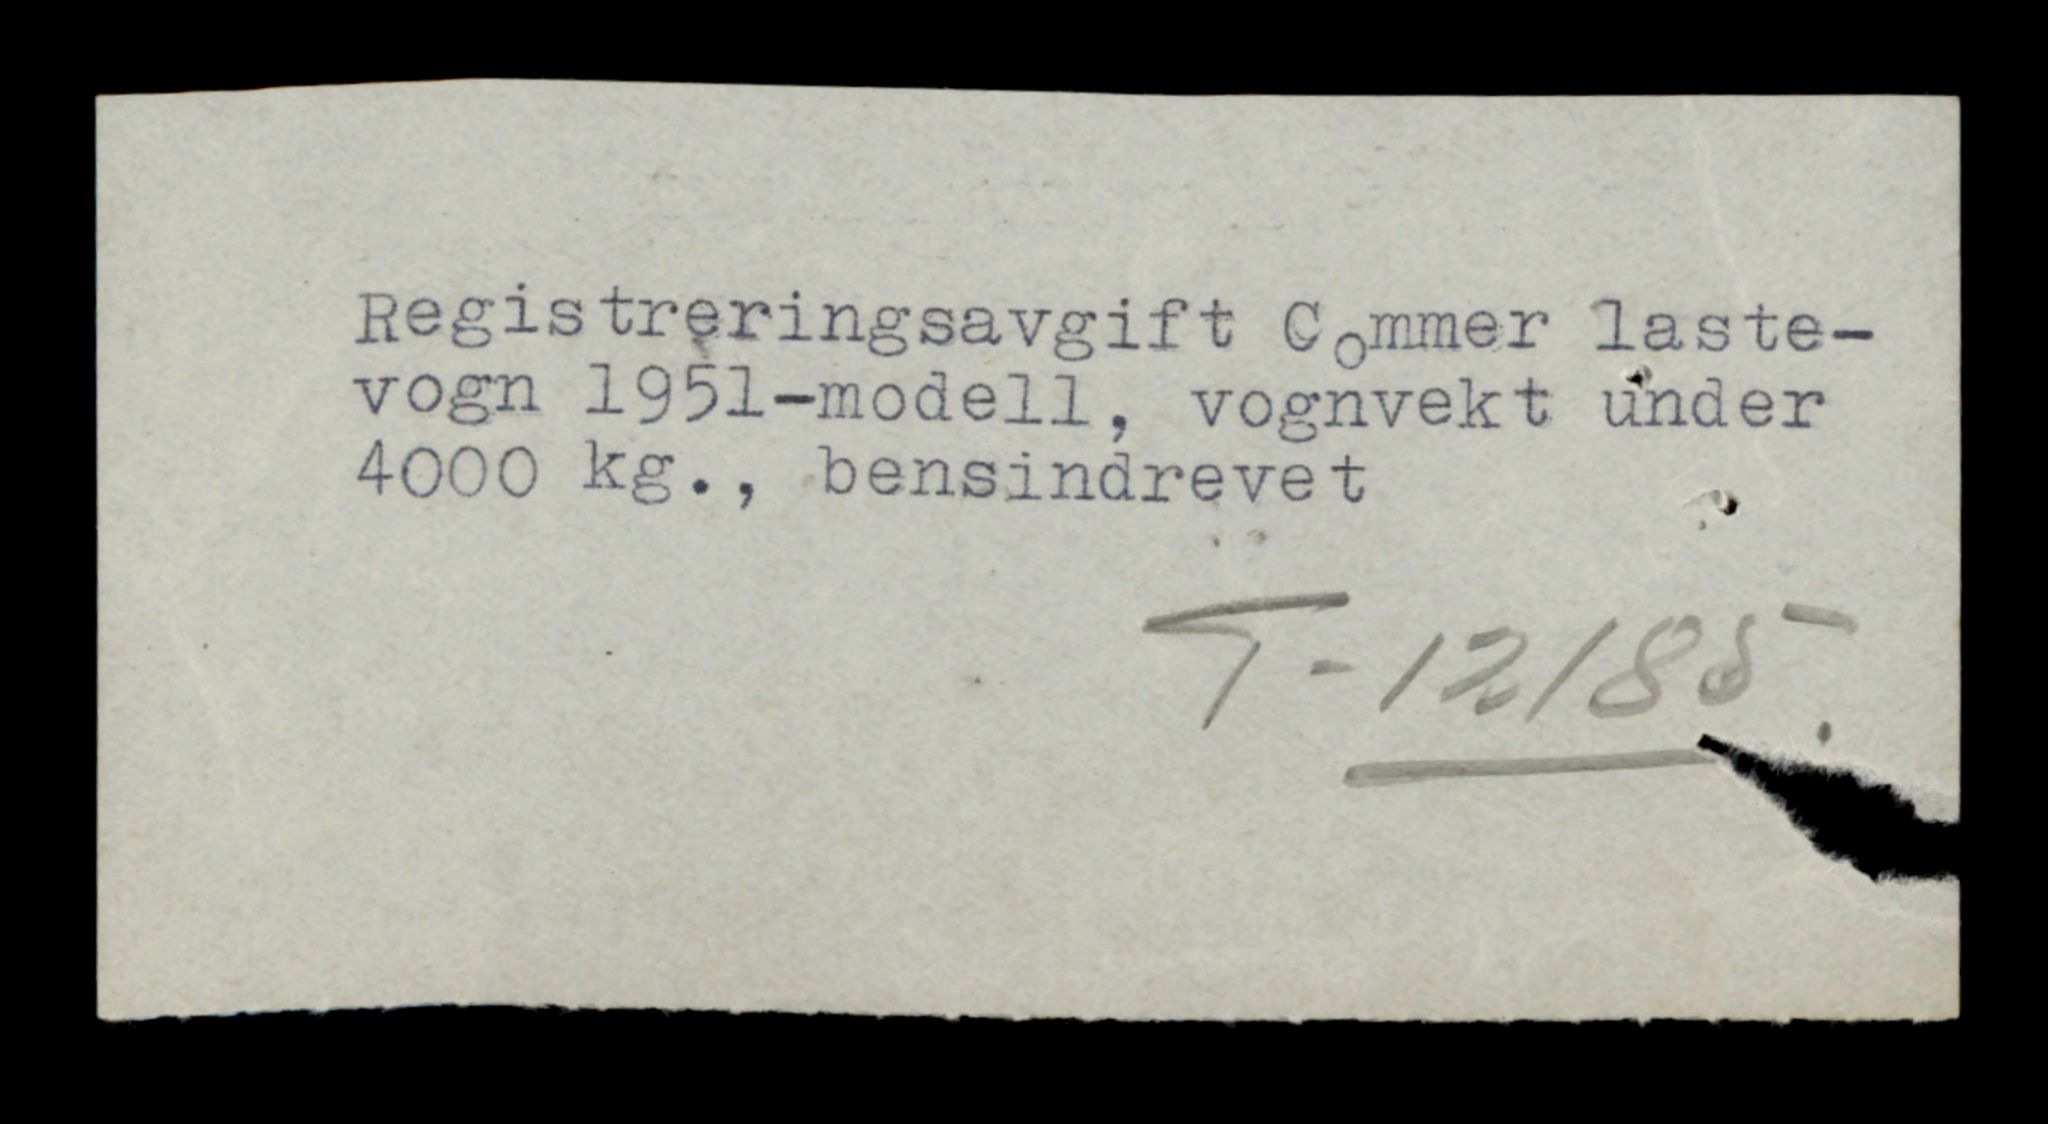 Registreringsavgift Commer laste-
vogn 1951-modell, vognvekt under
4000 kg., bensindrevet
T-12185.